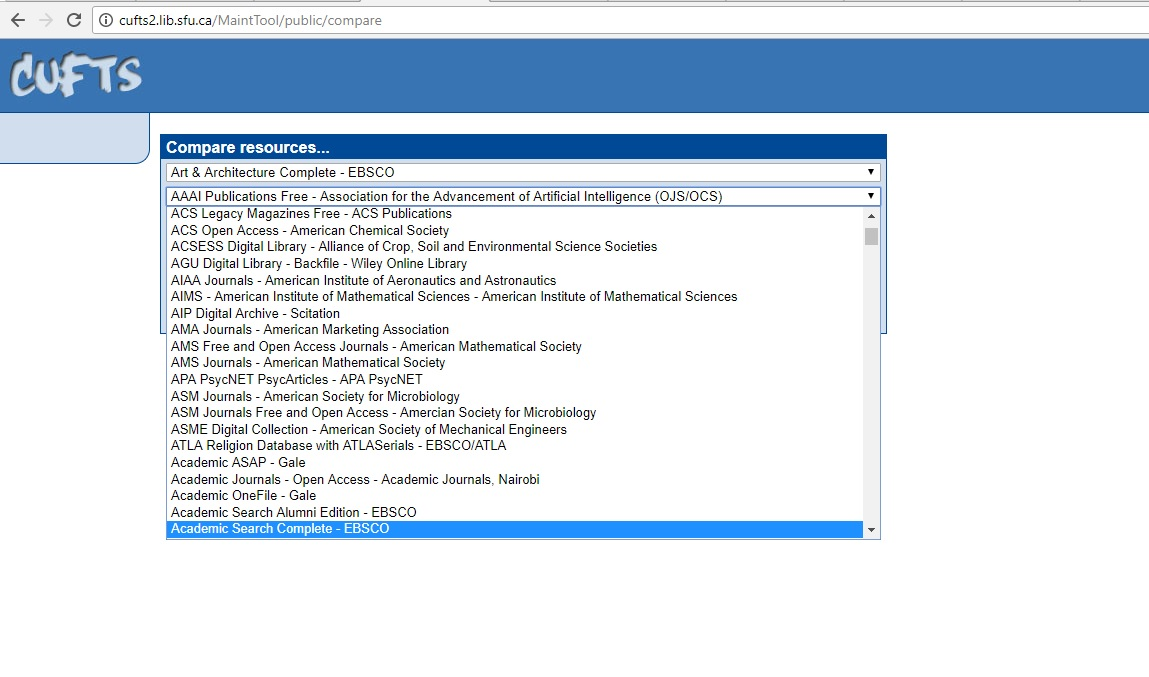 cufts2.lib.sfu.ca/MaintTool/public/compare
CUFTS
Compare resources...
Art & Architecture Complete - EBSCO
AAAI Publications Free - Association for the Advancement of Artificial Intelligence (OJS/OCS)
ACS Legacy Magazines Free - ACS Publications
ACS Open Access - American Chemical Society
ACSESS Digital Library - Alliance of Crop, Soil and Environmental Science Societies
AGU Digital Library - Backfile - Wiley Online Library
AIAA Journals - American Institute of Aeronautics and Astronautics
AIMS - American Institute of Mathematical Sciences - American Institute of Mathematical Sciences
AIP Digital Archive - Scitation
AMA Journals - American Marketing Association
AMS Free and Open Access Journals - American Mathematical Society
AMS Journals - American Mathematical Society
APA PsycNET PsycArticles - APA PsycNET
ASM Journals - American Society for Microbiology
ASM Journals Free and Open Access - Amercian Society for Microbiology
ASME Digital Collection - American Society of Mechanical Engineers
ATLA Religion Database with ATLASerials - EBSCO/ATLA
Academic ASAP - Gale
Academic Journals - Open Access - Academic Journals, Nairobi
Academic OneFile - Gale
Academic Search Alumni Edition - EBSCO
Academic Search Complete - EBSCO